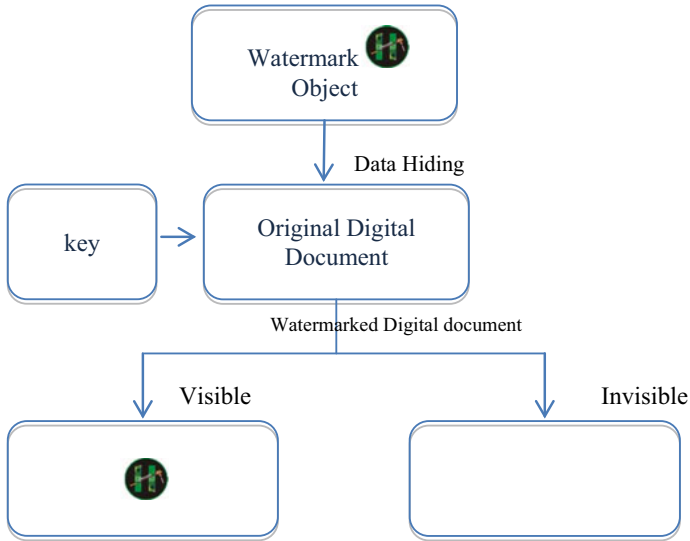 Watermark
Object
Data Hiding
key
Original Digital
Document
Watermarked Digital document
Visible
Invisible